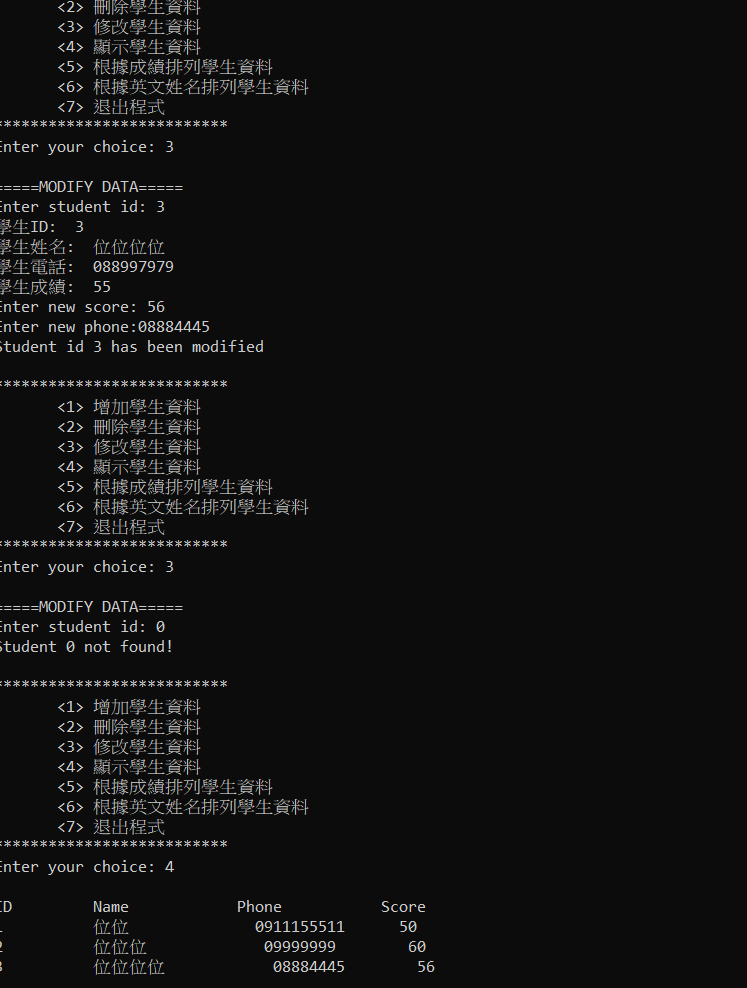 <2> 刪除學生資料
<3> 修改學生資料
<4> 顯示學生資料
<5> 根據成績排列學生資料
<6> 根據英文姓名排列學生資料
<7> 退出程式
**************************
Enter your choice: 3
=====MODIFY DATA=====
Enter student id: 3
學生ID:  3
學生姓名:  位位位位
學生電話:  088997979
學生成績:  55
Enter new score: 56
Enter new phone:08884445
Student id 3 has been modified
**************************
<1> 增加學生資料
<2> 刪除學生資料
<3> 修改學生資料
<4> 顯示學生資料
<5> 根據成績排列學生資料
<6> 根據英文姓名排列學生資料
<7> 退出程式
**************************
Enter your choice: 3
=====MODIFY DATA=====
Enter student id: 0
Student 0 not found!
**************************
<1> 增加學生資料
<2> 刪除學生資料
<3> 修改學生資料
<4> 顯示學生資料
<5> 根據成績排列學生資料
<6> 根據英文姓名排列學生資料
<7> 退出程式
**************************
Enter your choice: 4
ID Name Phone Score
1 位位 0911155511 50
2 位位位 09999999 60
3 位位位位 08884445 56